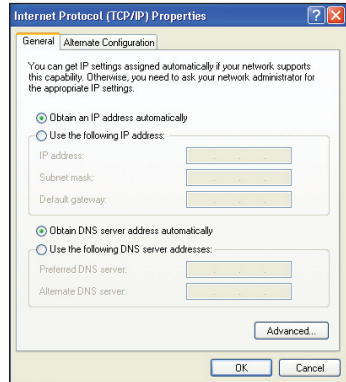 Internet Protocol (TCP/IP) Properties
General
Alternate Configuration
You can get IP settings assigned automatically if your network supports
this capability. Otherwise, you need to ask your network administrator for
the appropriate IP settings.
Obtain an IP address automatically
Use the following IP address:
IP address:
Subnet mask:
Default gateway:
Obtain DNS server address automatically
Use the following DNS server addresses:
Preferred DNS server:
Alternate DNS server:
Advanced...
OK
Cancel